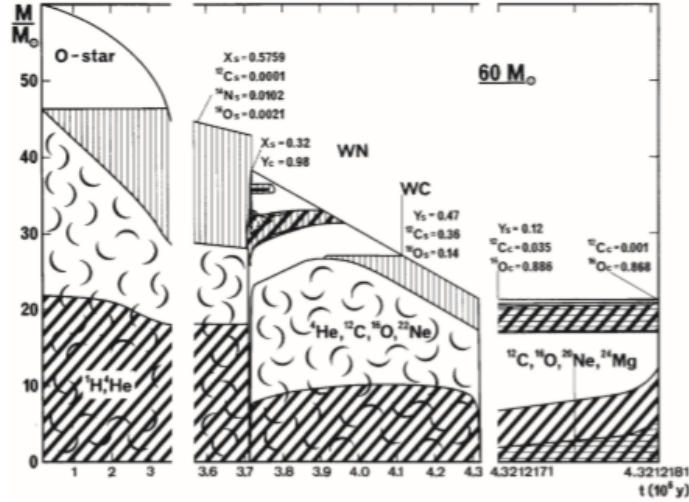 M
M☉
O-star
50
40
30
20
10
0
Xs=0.5759
¹²Cs=0.0001
¹⁴Ns=0.0102
¹⁶Os=0.0021
Xs=0.32
Yc=0.98
WN
60 M☉
WC
Ys=0.47
¹²Cs=0.36
¹⁶Os=0.14
Ys=0.12
¹²Cc=0.035
¹⁶Oc=0.886
¹²Cc=0.001
¹⁶Oc=0.868
¹H,⁴He
⁴He,¹²C,¹⁶O,²²Ne
¹²C,¹⁶O,²⁰Ne,²⁴Mg
1 2 3 3.6 3.7 3.8 3.9 4.0 4.1 4.2 4.3 4.3212171 4.3212181
t(10⁶y)